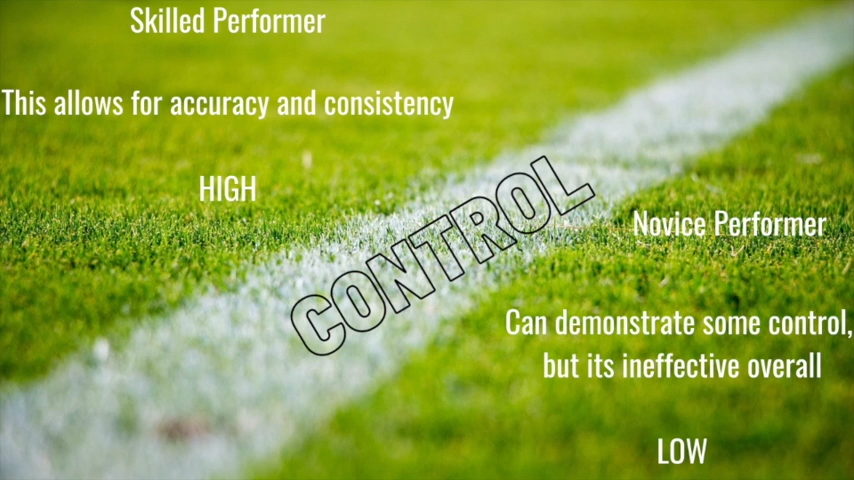 Skilled Performer
This allows for accuracy and consistency
HIGH
CONTROL
Novice Performer
Can demonstrate some control,
but its ineffective overall
LOW